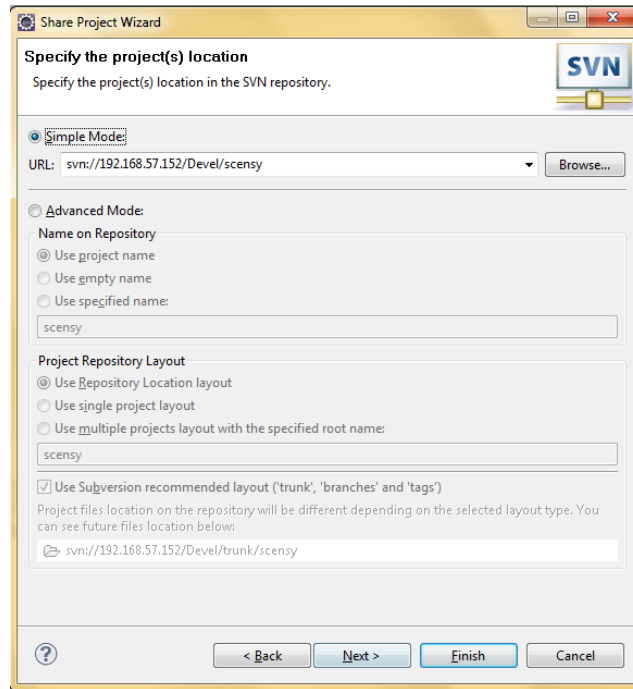 Share Project Wizard
Specify the project(s) location
Specify the project(s) location in the SVN repository.
SVN
Simple Mode:
URL: svn://192.168.57.152/Devel/scensy Browse...
Advanced Mode:
Name on Repository
Use project name
Use empty name
Use specified name:
scensy
Project Repository Layout
Use Repository Location layout
Use single project layout
Use multiple projects layout with the specified root name:
scensy
Use Subversion recommended layout ('trunk', 'branches' and 'tags')
Project files location on the repository will be different depending on the selected layout type. You
can see future files location below:
svn://192.168.57.152/Devel/trunk/scensy
? < Back Next > Finish Cancel